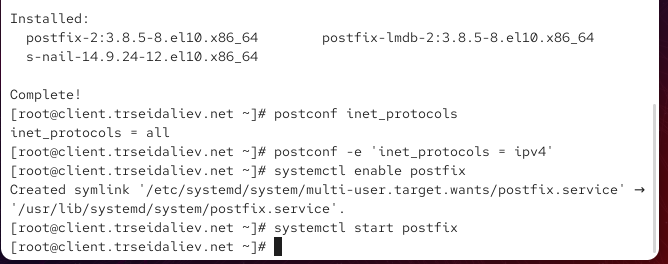 Installed:
postfix-2:3.8.5-8.el10.x86_64 postfix-lmdb-2:3.8.5-8.el10.x86_64
s-nail-14.9.24-12.el10.x86_64
Complete!
[root@client.trseidaliev.net ~]# postconf inet_protocols
inet_protocols = all
[root@client.trseidaliev.net ~]# postconf -e 'inet_protocols = ipv4'
[root@client.trseidaliev.net ~]# systemctl enable postfix
Created symlink '/etc/systemd/system/multi-user.target.wants/postfix.service' →
'/usr/lib/systemd/system/postfix.service'.
[root@client.trseidaliev.net ~]# systemctl start postfix
[root@client.trseidaliev.net ~]#